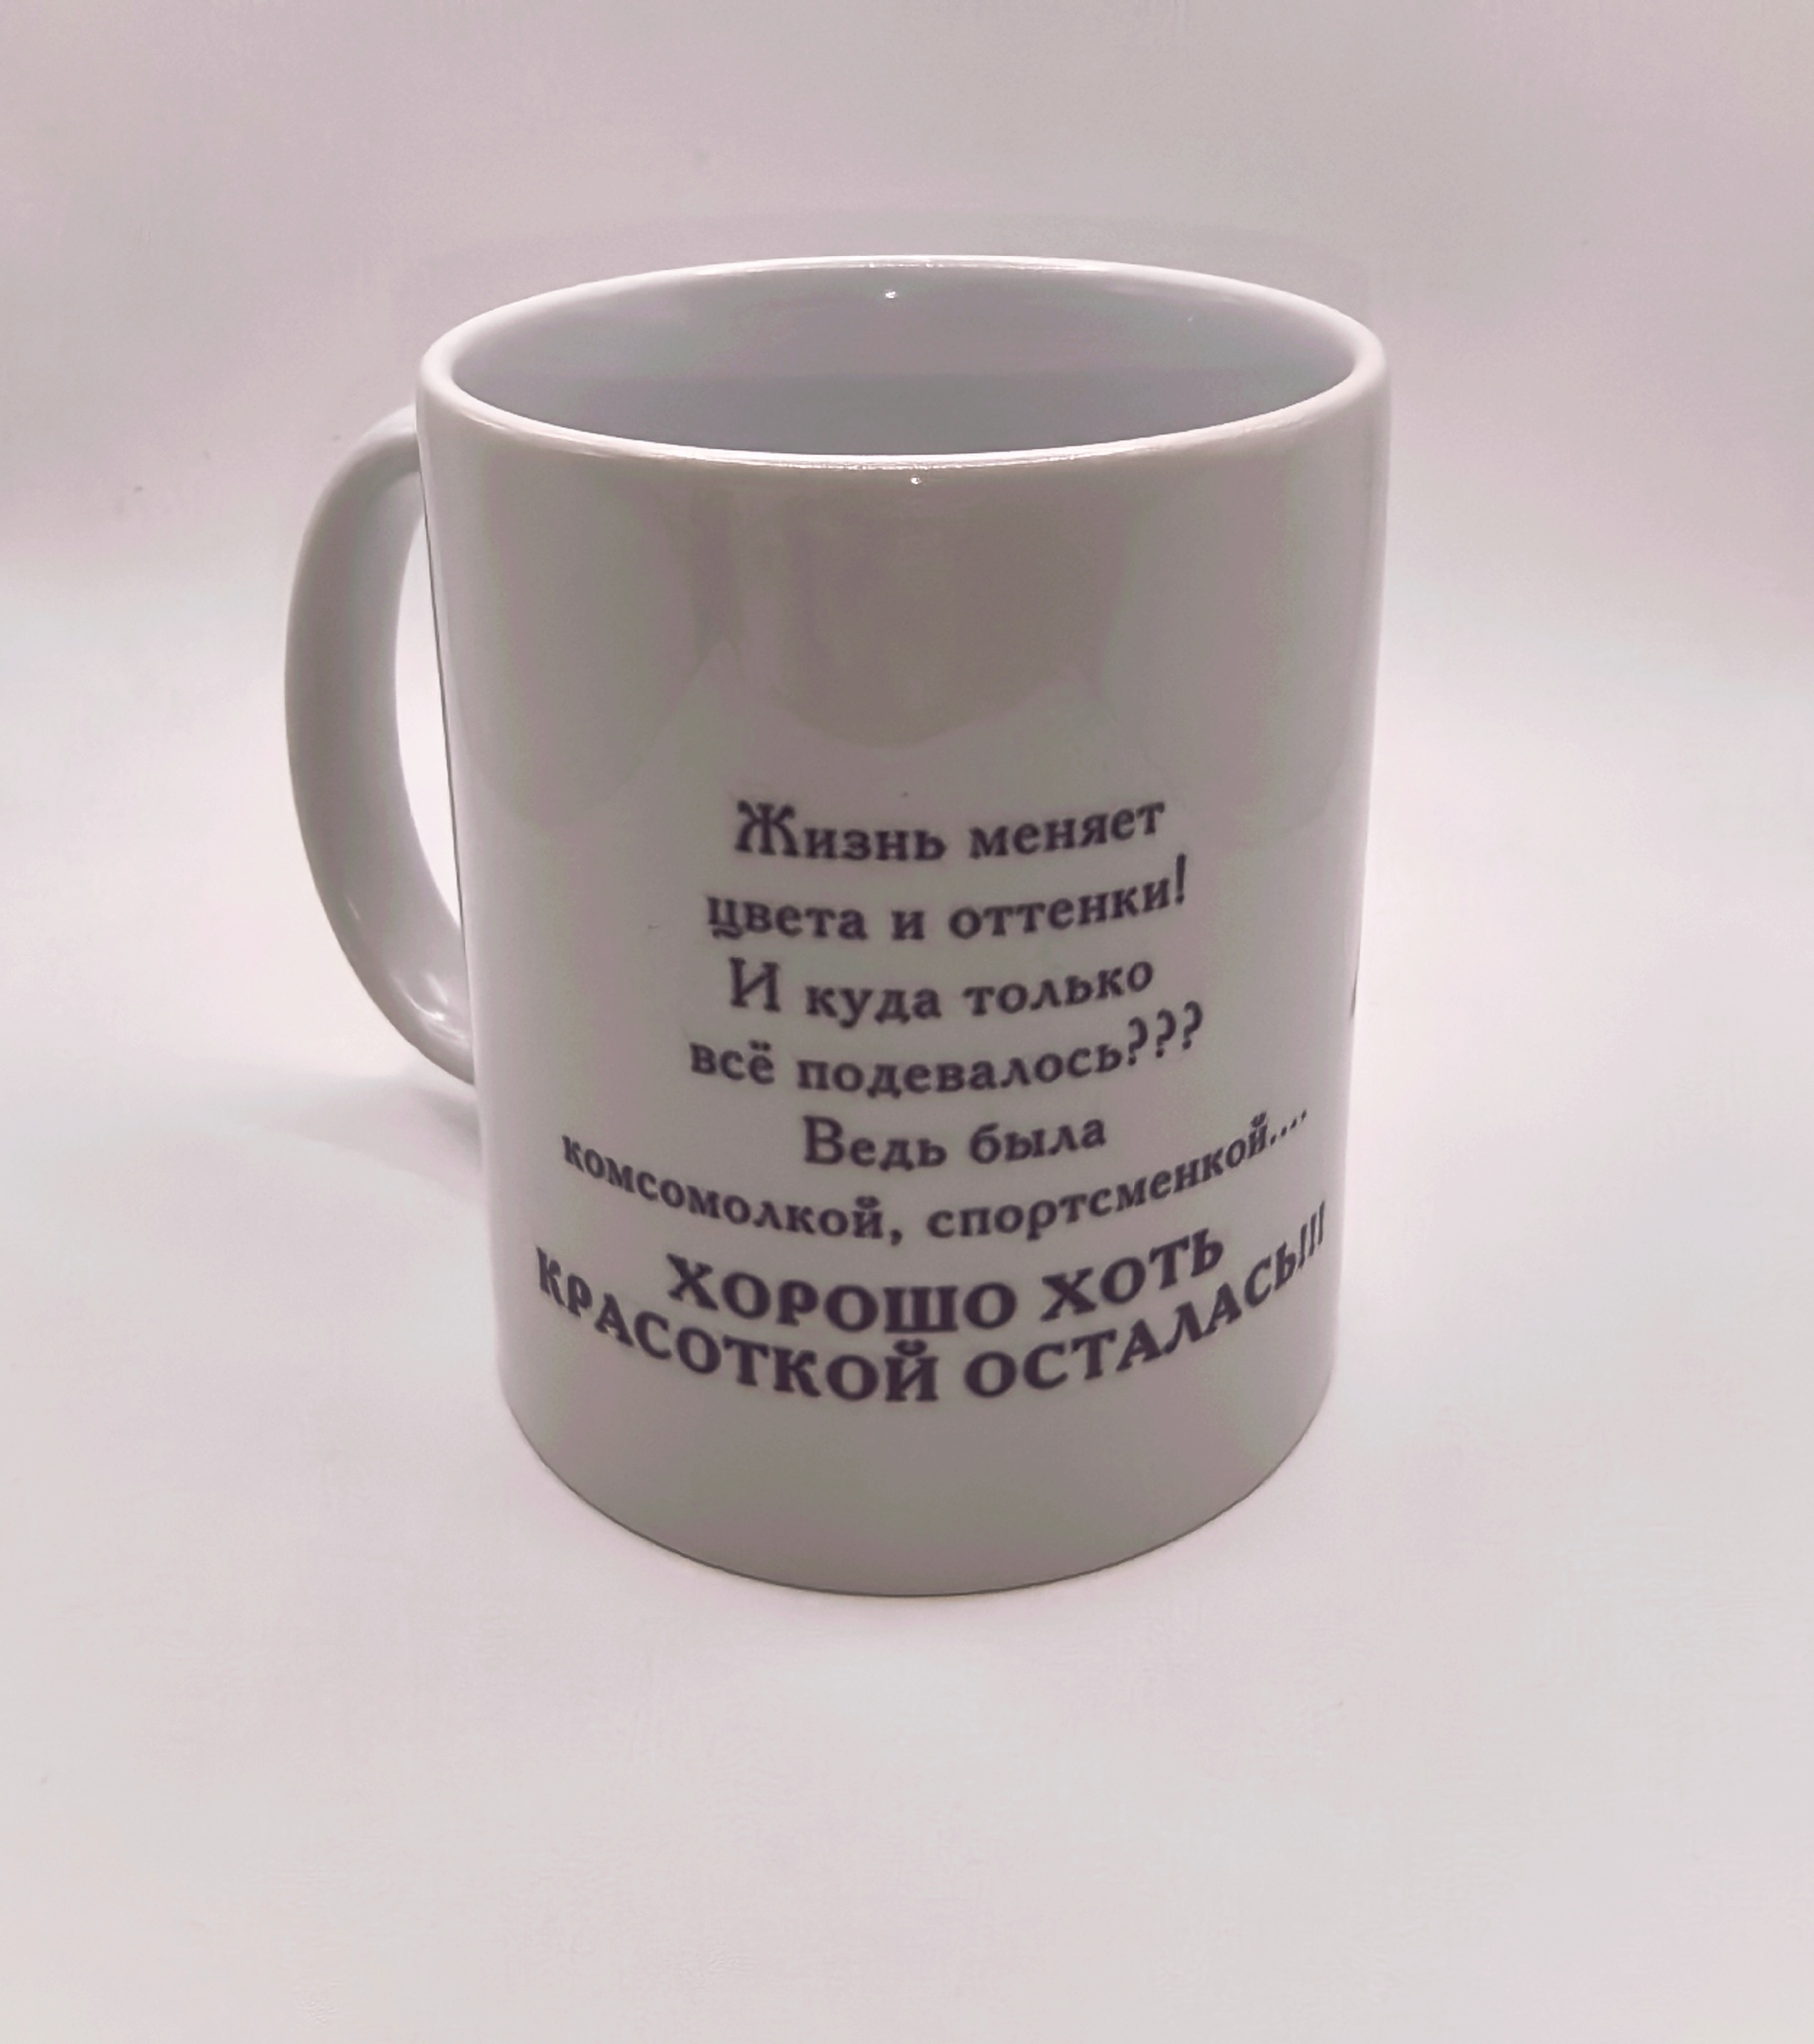 Жизнь меняет
цвета и оттенки!
И куда только
всё подевалось???
Ведь была
комсомолкой, спортсменкой....
ХОРОШО ХОТЬ
КРАСОТКОЙ ОСТАЛАСЬ!!!